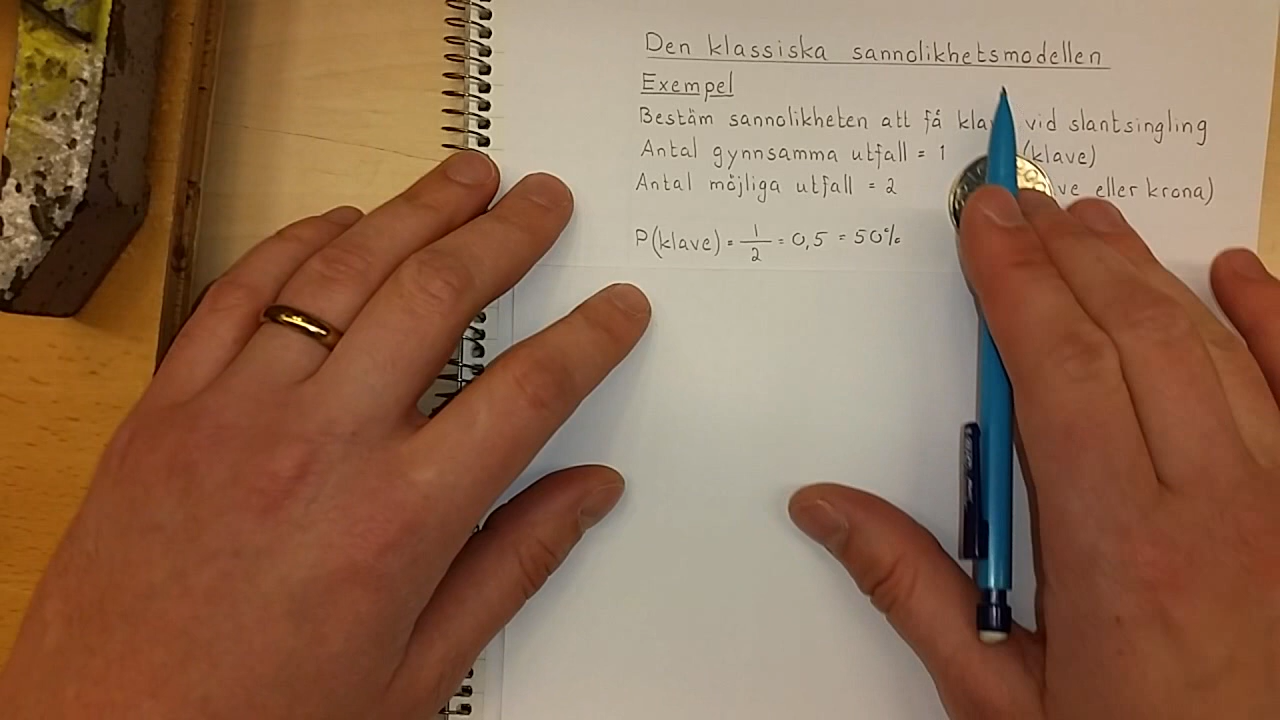 Den klassiska sannolikhetsmodellen
Exempel
Bestäm sannolikheten att få vid slantsingling
Antal gynnsamma utfall = 1 (klave)
Antal möjliga utfall = 2 eller krona)
P(klave) = 1/2 = 0,5 = 50%